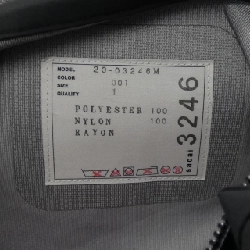 MODEL 20-03246M
COLOR 001
SIZE 1
QUALITY
POLYESTER 100
NYLON 100
RAYON
3246
sacai